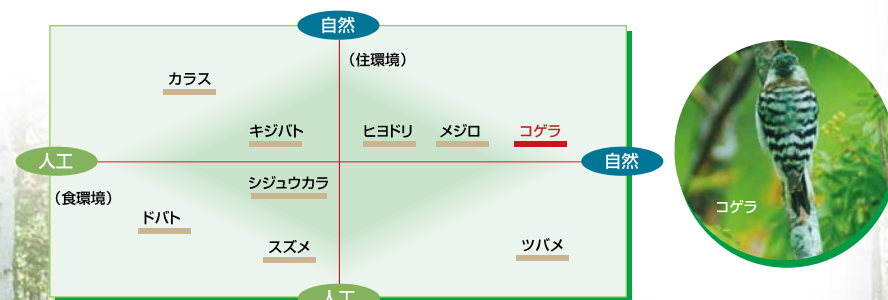 自然
（住環境）
カラス
キジバト
ヒヨドリ
メジロ
コゲラ
人工
自然
（食環境）
シジュウカラ
ドバト
スズメ
ツバメ
人工
コゲラ